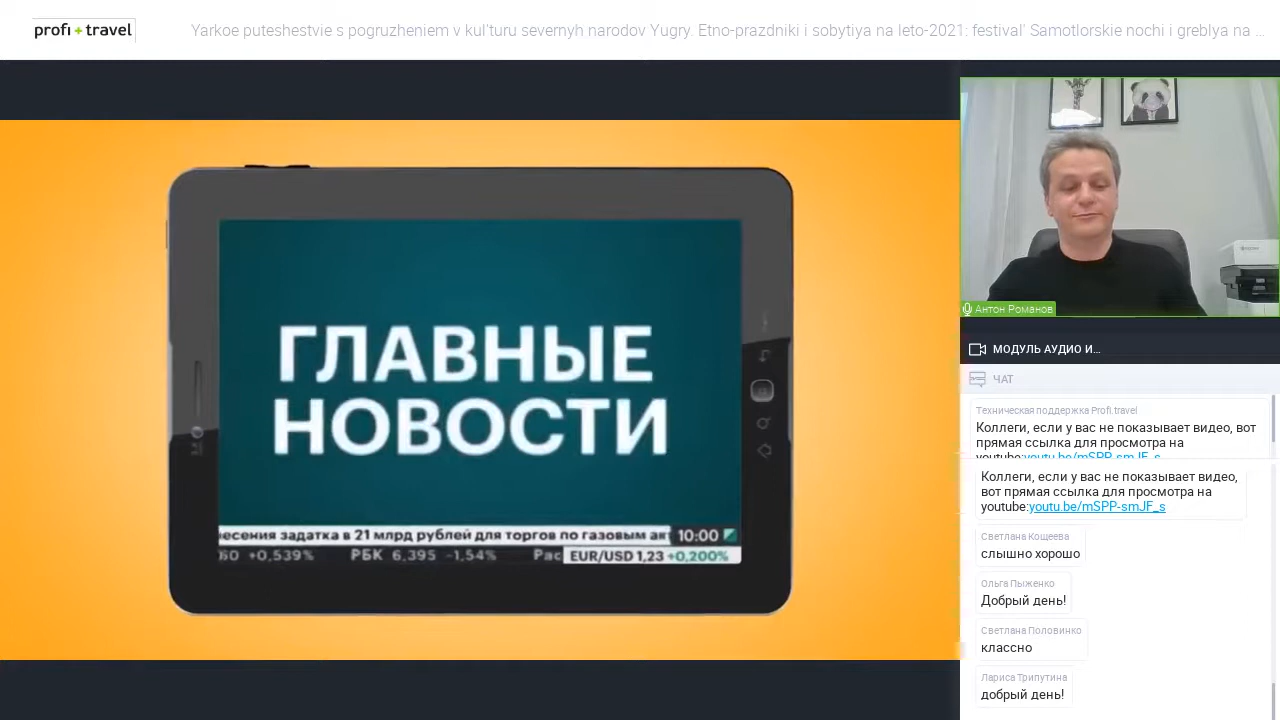 profi + travel
Yarkoe puteshestvie s pogruzheniem v kul'turu severnyh narodov Yugry. Etno-prazdniki i sobytiya na leto-2021: festival' Samotlorskie nochi i greblya na ...
ГЛАВНЫЕ
НОВОСТИ
несения задатка в 21 млрд рублей для торгов по газовым
10:00
+0,539% РБК 6,395 -1,54%
EUR/USD 1,23 +0,200%
Антон Романов
МОДУЛЬ АУДИО И...
ЧАТ
Техническая поддержка Profi.travel
Коллеги, если у вас не показывает видео, вот
прямая ссылка для просмотра на
youtube:youtu.be/mSPP-smJF_s
Коллеги, если у вас не показывает видео,
вот прямая ссылка для просмотра на
youtube:youtu.be/mSPP-smJF_s
Светлана Кощеева
слышно хорошо
Ольга Пыженко
Добрый день!
Светлана Половинко
классно
Лариса Трипутина
добрый день!